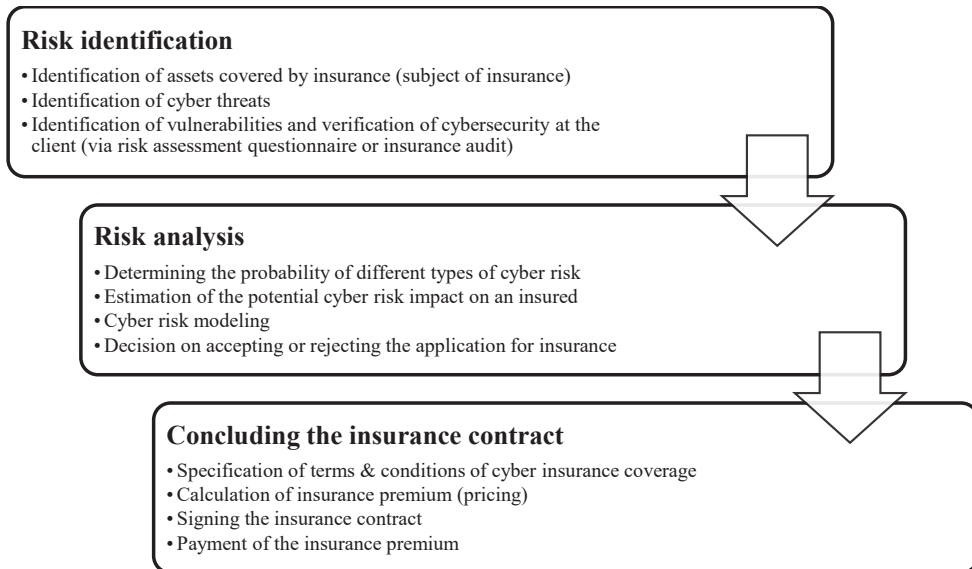 Risk identification
• Identification of assets covered by insurance (subject of insurance)
• Identification of cyber threats
• Identification of vulnerabilities and verification of cybersecurity at the
client (via risk assessment questionnaire or insurance audit)
Risk analysis
• Determining the probability of different types of cyber risk
• Estimation of the potential cyber risk impact on an insured
• Cyber risk modeling
• Decision on accepting or rejecting the application for insurance
Concluding the insurance contract
• Specification of terms & conditions of cyber insurance coverage
• Calculation of insurance premium (pricing)
• Signing the insurance contract
• Payment of the insurance premium